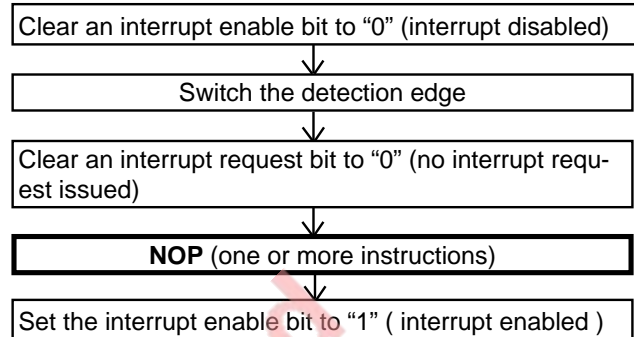 Clear an interrupt enable bit to “0” (interrupt disabled)
Switch the detection edge
Clear an interrupt request bit to “0” (no interrupt requ-
est issued)
NOP (one or more instructions)
Set the interrupt enable bit to “1” ( interrupt enabled )